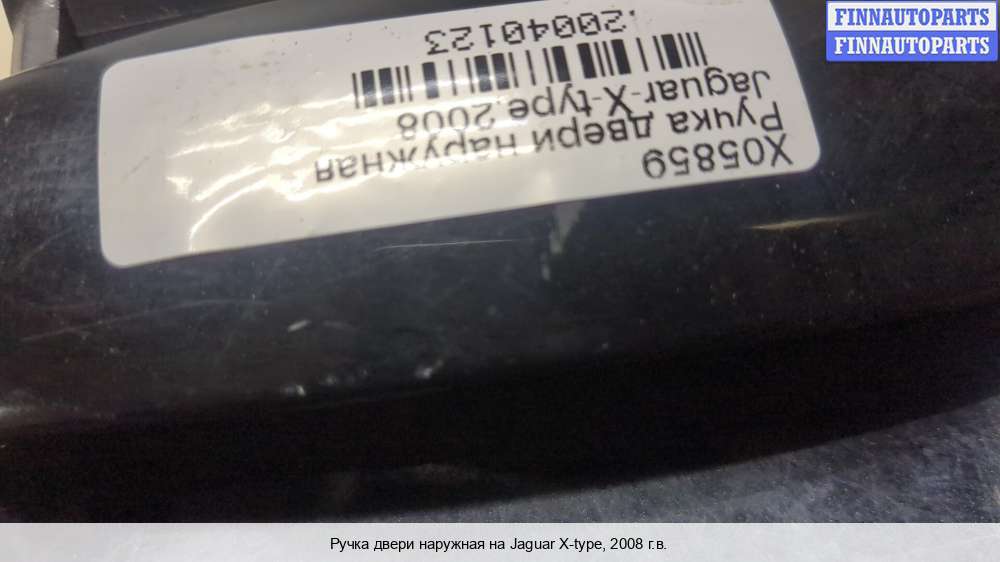 FINNAUTOPARTS
FINNAUTOPARTS
X05859
Ручка двери наружная
Jaguar-X-type,2008
.20040123
Ручка двери наружная на Jaguar X-type, 2008 г.в.